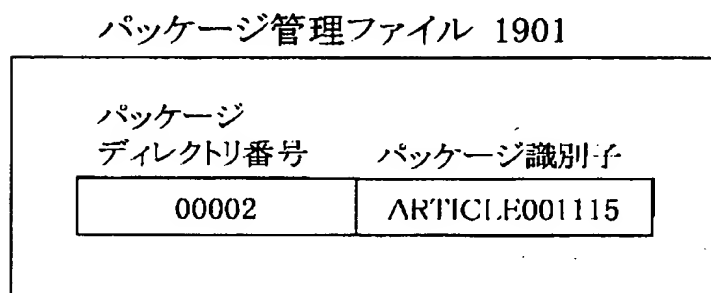 パッケージ管理ファイル 1901
パッケージ
ディレクトリ番号 パッケージ識別子
00002 ARTICLE001115